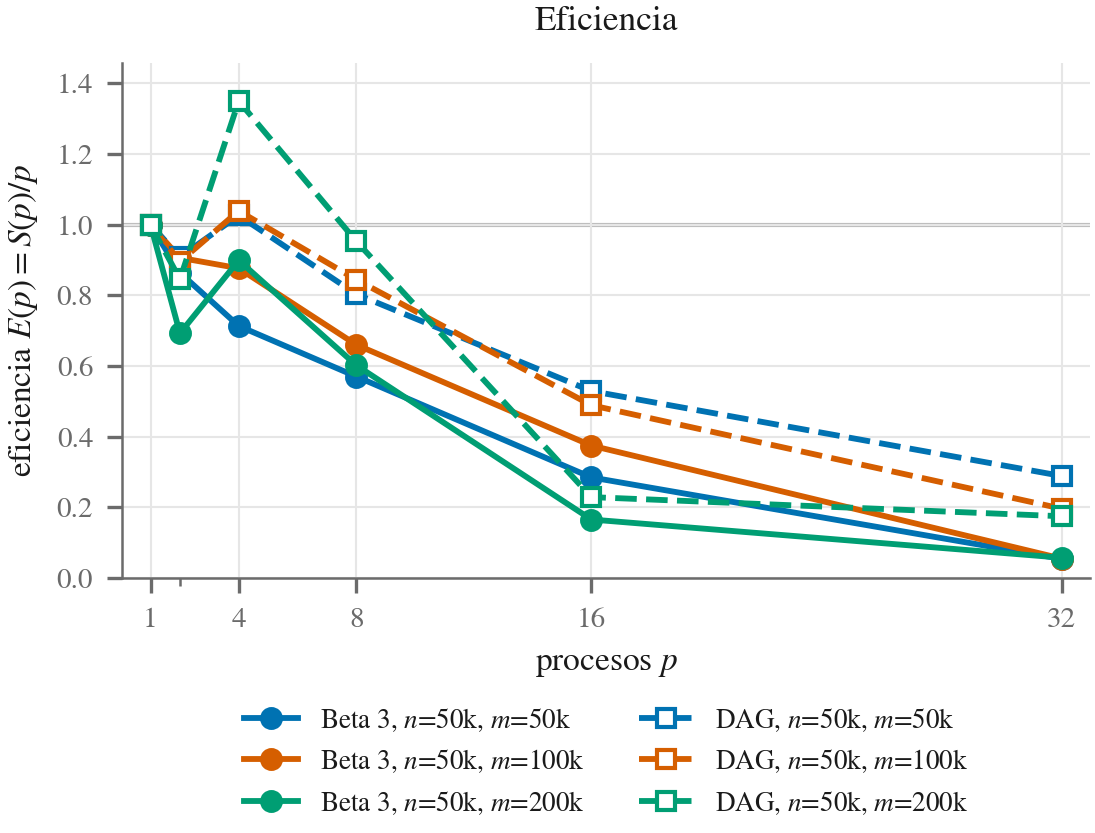 Eficiencia
eficiencia E(p) = S(p)/p
1.4
1.2
1.0
0.8
0.6
0.4
0.2
0.0
1 4 8 16 32
procesos p
Beta 3, n=50k, m=50k
Beta 3, n=50k, m=100k
Beta 3, n=50k, m=200k
DAG, n=50k, m=50k
DAG, n=50k, m=100k
DAG, n=50k, m=200k